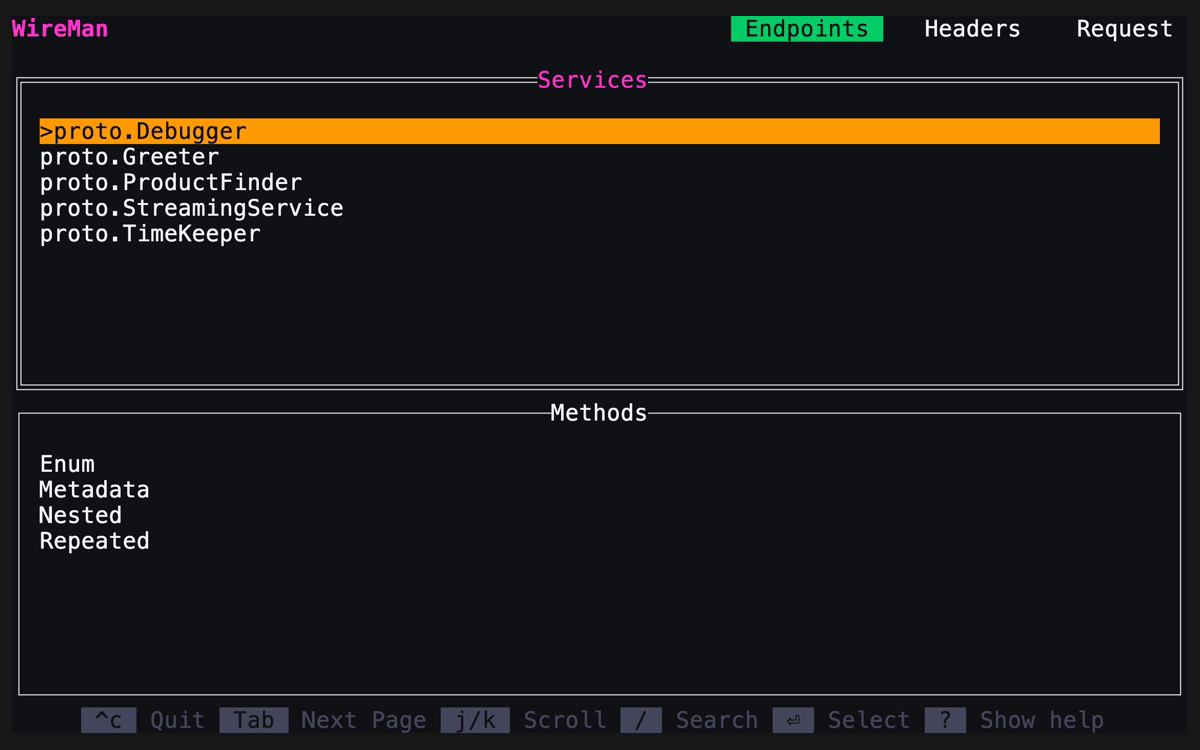 WireMan Endpoints Headers Request
Services
>proto.Debugger
proto.Greeter
proto.ProductFinder
proto.StreamingService
proto.TimeKeeper
Methods
Enum
Metadata
Nested
Repeated
^c Quit Tab Next Page j/k Scroll / Search ⏎ Select ? Show help